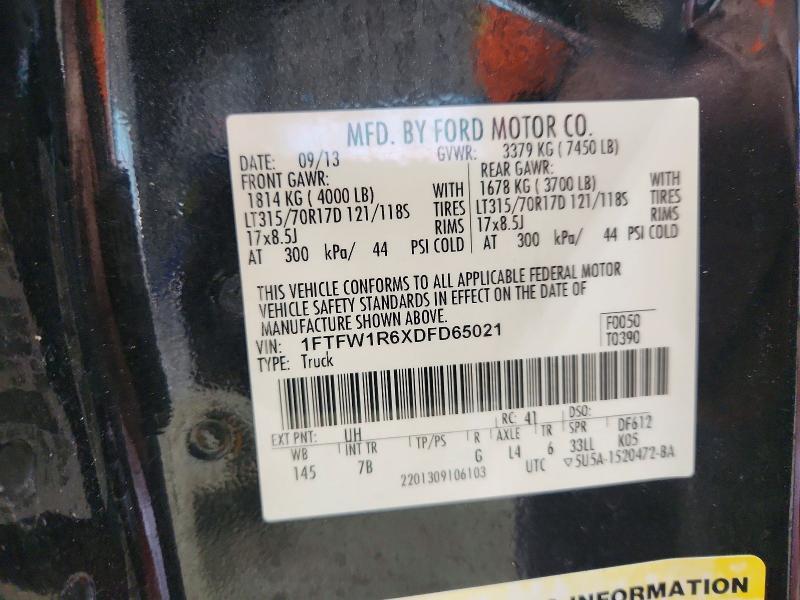 MFD. BY FORD MOTOR CO.
DATE: 09/13 GVWR: 3379 KG (7450 LB)
FRONT GAWR: REAR GAWR:
1814 KG (4000 LB) WITH 1678 KG (3700 LB) WITH
LT315/70R17D 121/118S TIRES LT315/70R17D 121/118S TIRES
17x8.5J RIMS 17x8.5J RIMS
AT 300 kPa/ 44 PSI COLD AT 300 kPa/ 44 PSI COLD
THIS VEHICLE CONFORMS TO ALL APPLICABLE FEDERAL MOTOR
VEHICLE SAFETY STANDARDS IN EFFECT ON THE DATE OF
MANUFACTURE SHOWN ABOVE.
VIN: 1FTFW1R6XDFD65021 F0050
TYPE: Truck T0390
EXT PNT: UH RC: 41 DSO:
WB INT TR TP/PS R AXLE TR SPR DF612
145 7B G L4 6 33LL K05
2201309106103 UTC ▽5U5A-1520472-BA
INFORMATION